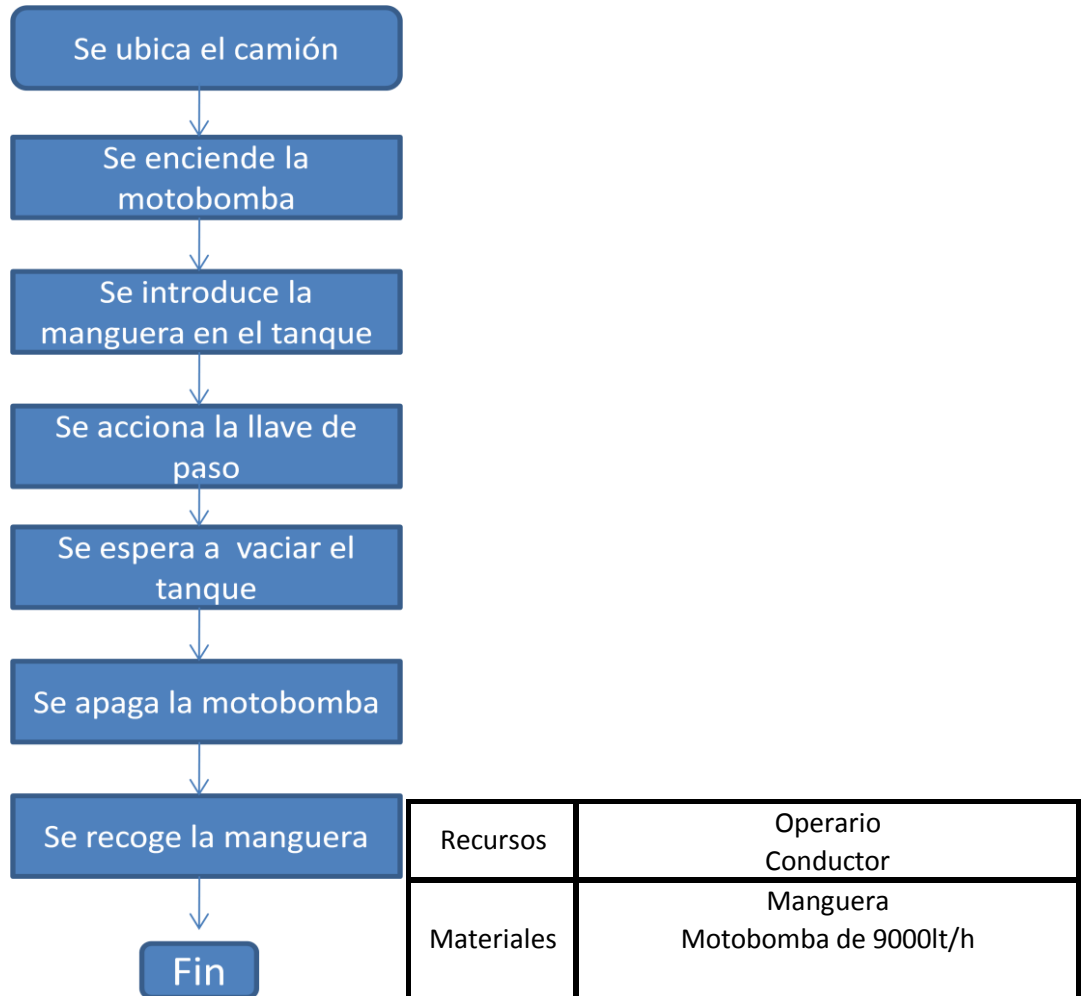 Se ubica el camión
Se enciende la
motobomba
Se introduce la
manguera en el tanque
Se acciona la llave de
paso
Se espera a vaciar el
tanque
Se apaga la motobomba
Se recoge la manguera
Fin
Recursos
Operario
Conductor
Materiales
Manguera
Motobomba de 9000lt/h